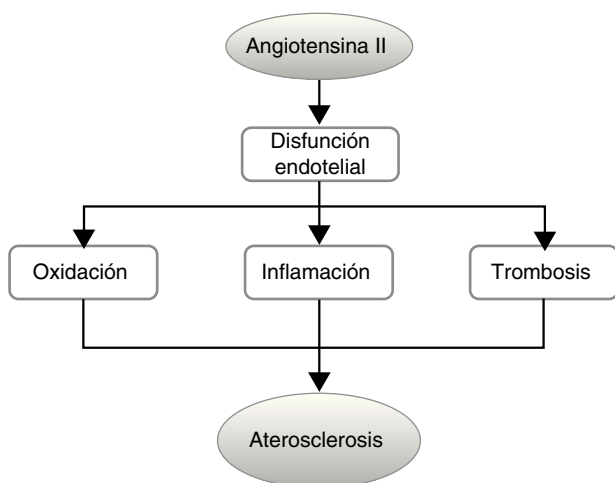 Angiotensina II
Disfunción
endotelial
Oxidación
Inflamación
Trombosis
Aterosclerosis